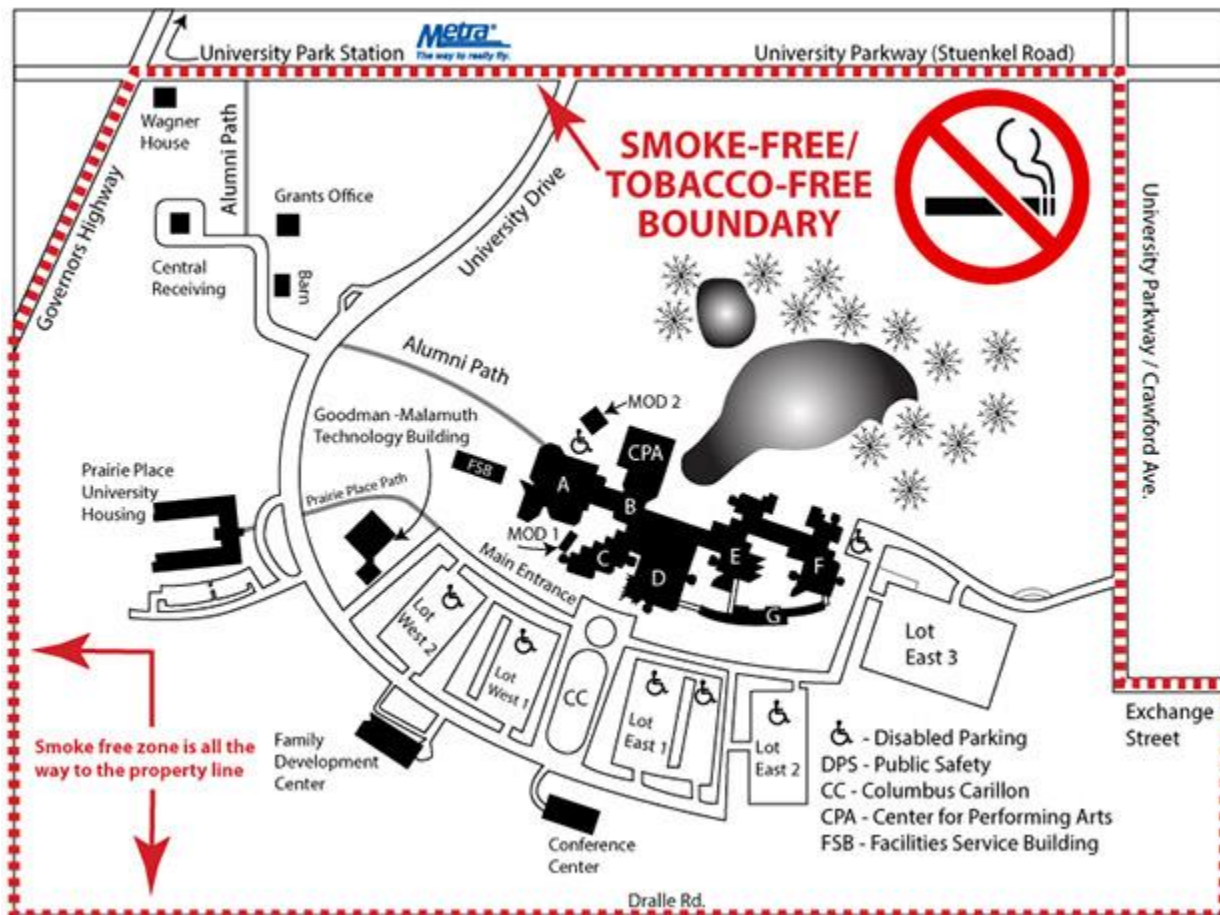 University Park Station
Metra®
The way to really fly.
University Parkway (Stuenkel Road)
Wagner
House
Alumni Path
Governors Highway
Grants Office
Central
Receiving
Barn
University Drive
SMOKE-FREE/
TOBACCO-FREE
BOUNDARY
University Parkway / Crawford Ave.
Alumni Path
MOD 2
Goodman -Malamuth
Technology Building
CPA
FSB
A
B
Prairie Place
University
Housing
Prairie Place Path
MOD 1
C
D
E
F
G
Main Entrance
Lot
West 2
Lot
West 1
CC
Lot
East 1
Lot
East 2
Lot
East 3
Exchange
Street
Smoke free zone is all the
way to the property line
Family
Development
Center
Conference
Center
- Disabled Parking
DPS - Public Safety
CC - Columbus Carillon
CPA - Center for Performing Arts
FSB - Facilities Service Building
Dralle Rd.